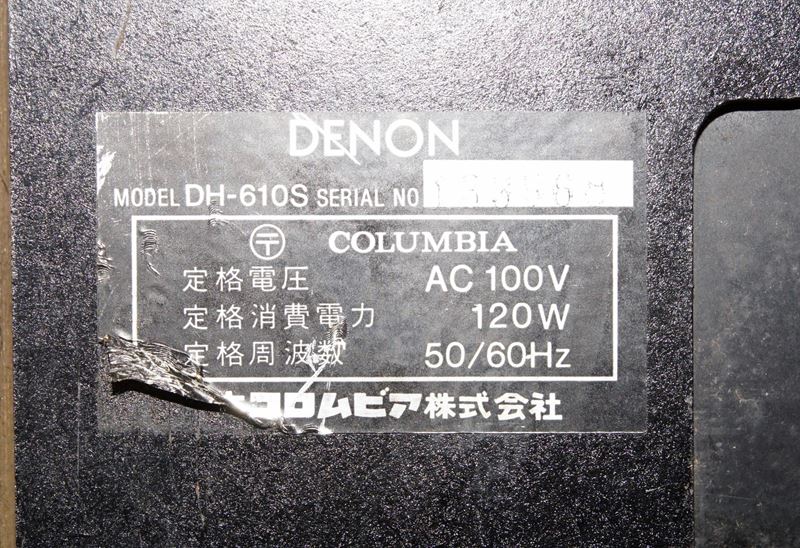 DENON
MODEL DH-610S SERIAL NO
〒 COLUMBIA
定格電圧 AC 100V
定格消費電力 120W
定格周波数 50/60Hz
コロムビア株式会社